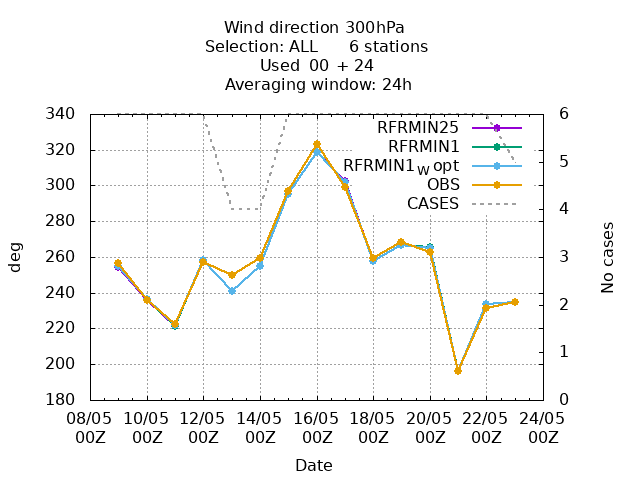 Wind direction 300hPa
Selection: ALL 6 stations
Used 00 + 24
Averaging window: 24h
340 6
RFRMIN25
RFRMIN1
320
RFRMIN1w opt
5
300
OBS
CASES
280 4
260 3
deg
No cases
240
2
220
1
200
180 0
08/05 10/05 12/05 14/05 16/05 18/05 20/05 22/05 24/05
00Z 00Z 00Z 00Z 00Z 00Z 00Z 00Z 00Z
Date